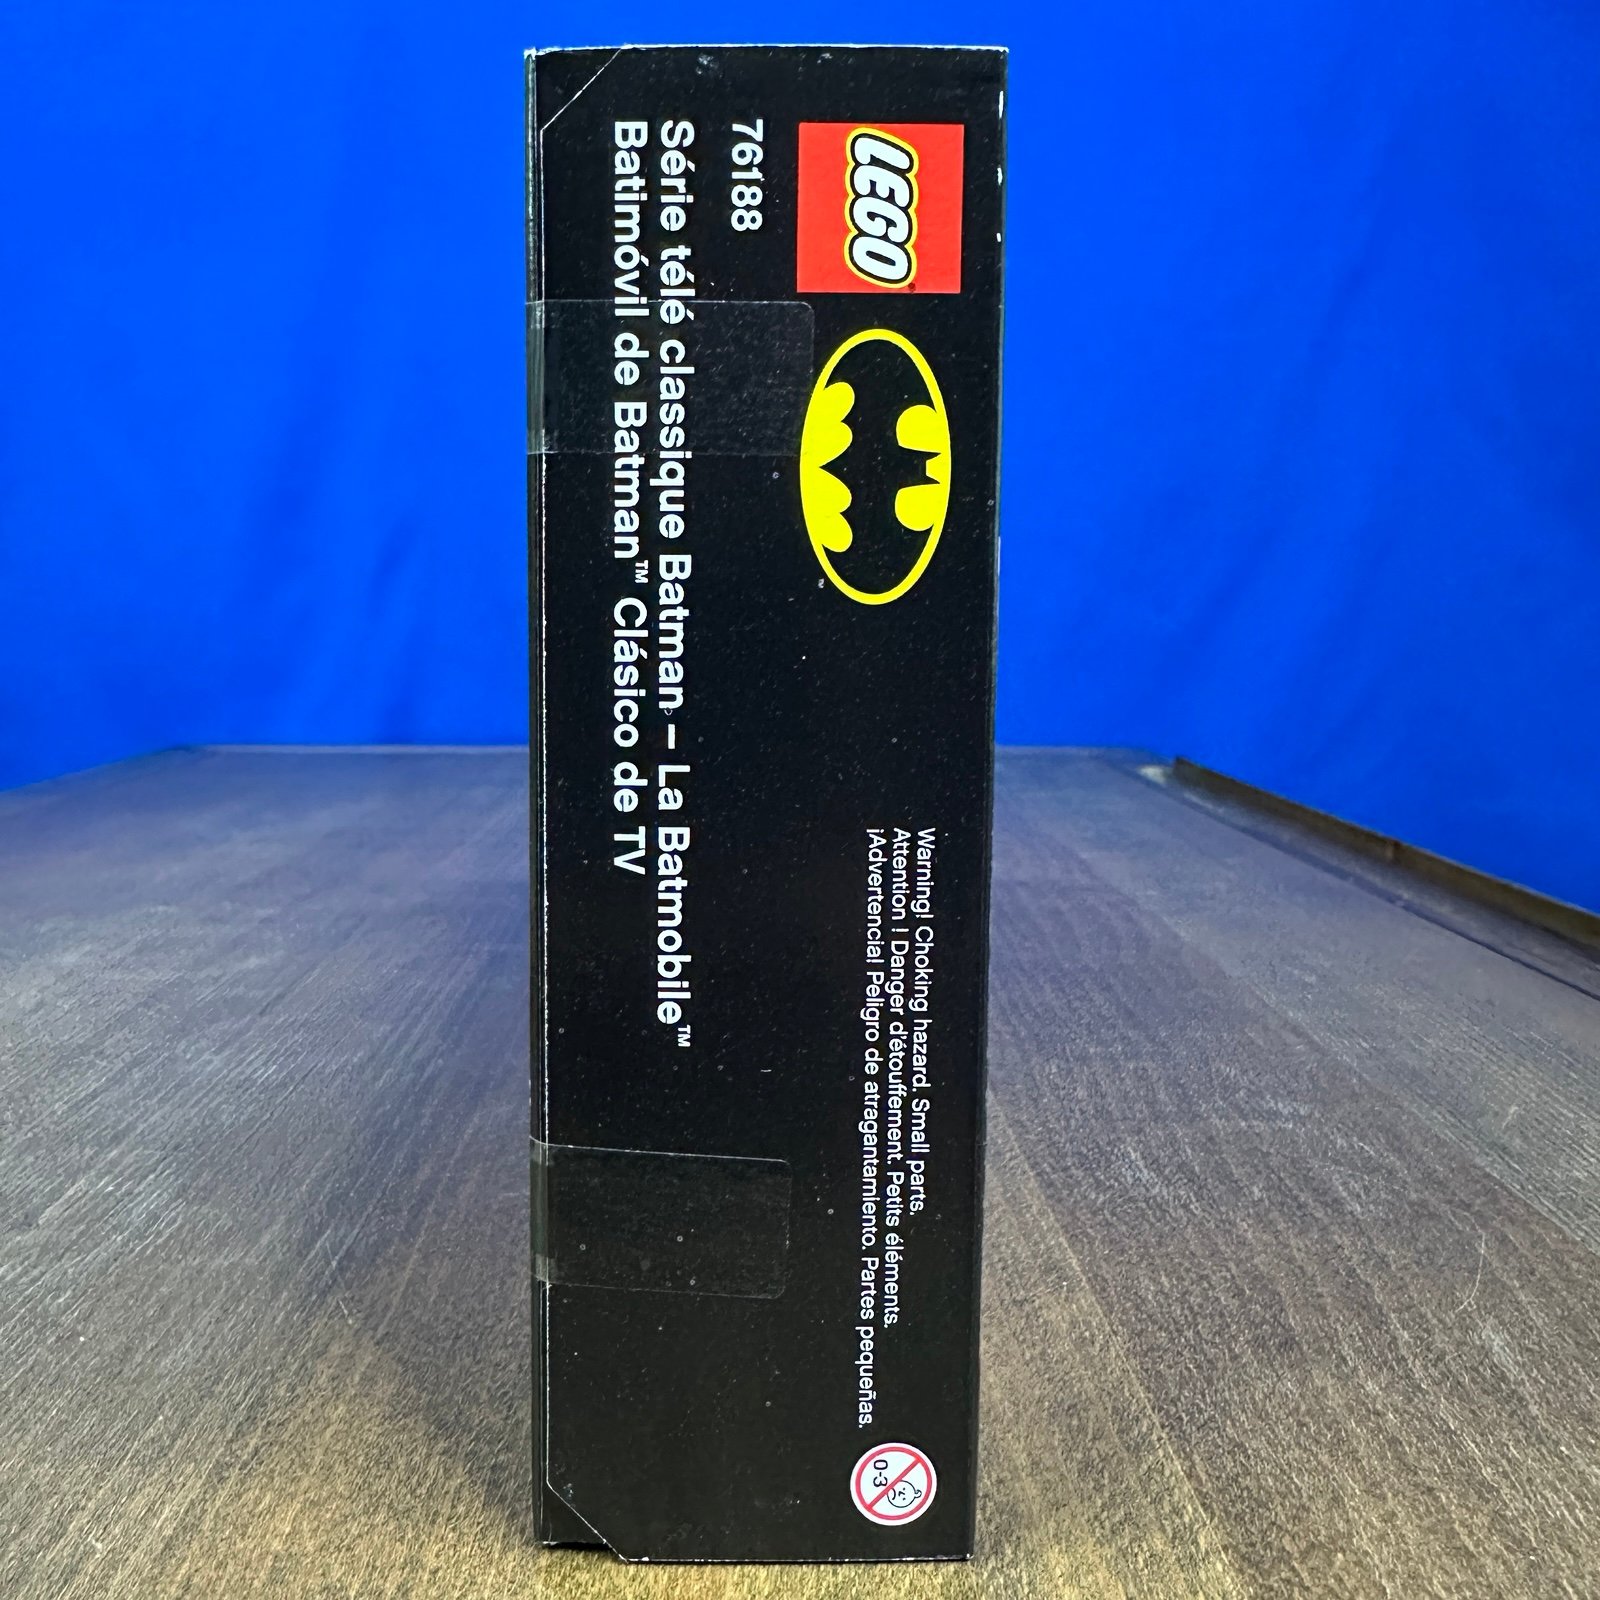 LEGO
76188
Série télé classique Batman – La Batmobile™
Batimóvil de Batman™ Clásico de TV
Warning! Choking hazard. Small parts.
Attention ! Danger d'étouffement. Petits éléments.
¡Advertencia! Peligro de atragantamiento. Partes pequeñas.
0-3